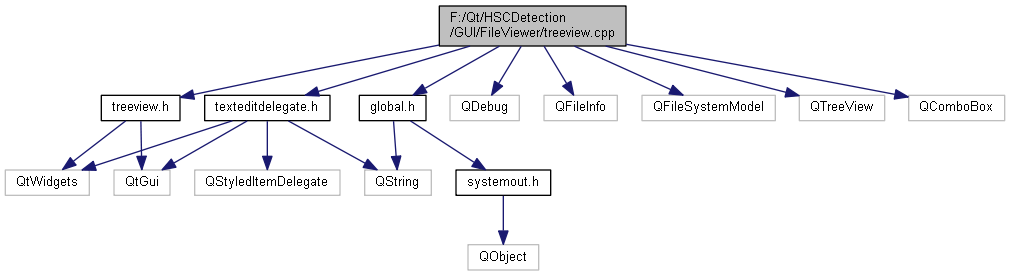 F:/Qt/HSCDetection
/GUI/FileViewer/treeview.cpp
treeview.h
texteditdelegate.h
global.h
QDebug
QFileInfo
QFileSystemModel
QTreeView
QComboBox
QtWidgets
QtGui
QStyledItemDelegate
QString
systemout.h
QObject